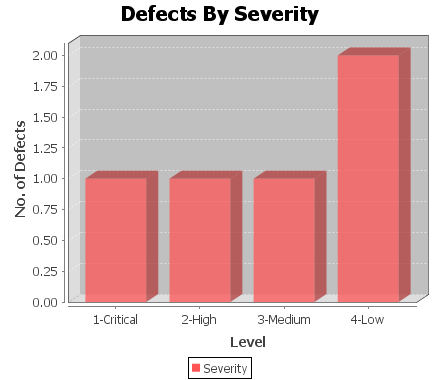 Defects By Severity
No. of Defects
2.00
1.75
1.50
1.25
1.00
0.75
0.50
0.25
0.00
1-Critical 2-High 3-Medium 4-Low
Level
Severity